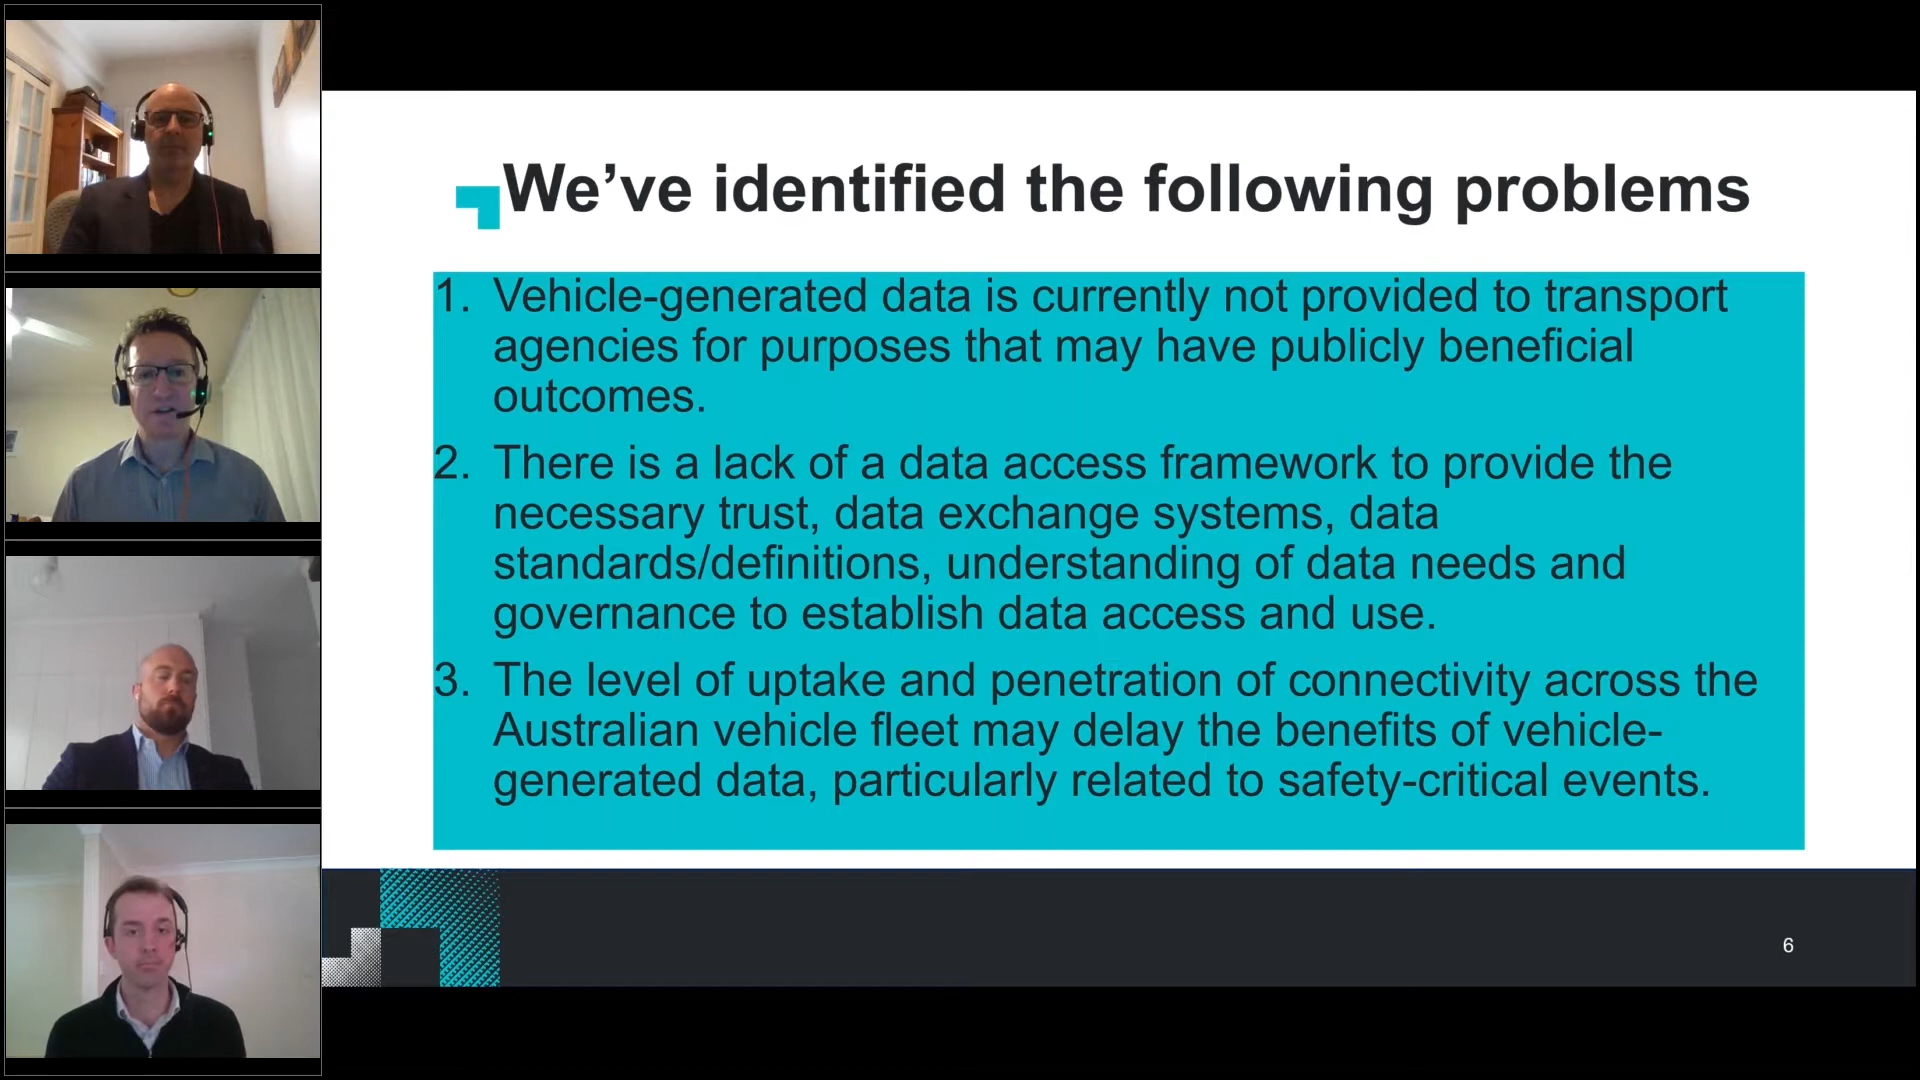 We’ve identified the following problems
1. Vehicle-generated data is currently not provided to transport
agencies for purposes that may have publicly beneficial
outcomes.
2. There is a lack of a data access framework to provide the
necessary trust, data exchange systems, data
standards/definitions, understanding of data needs and
governance to establish data access and use.
3. The level of uptake and penetration of connectivity across the
Australian vehicle fleet may delay the benefits of vehicle-
generated data, particularly related to safety-critical events.
6